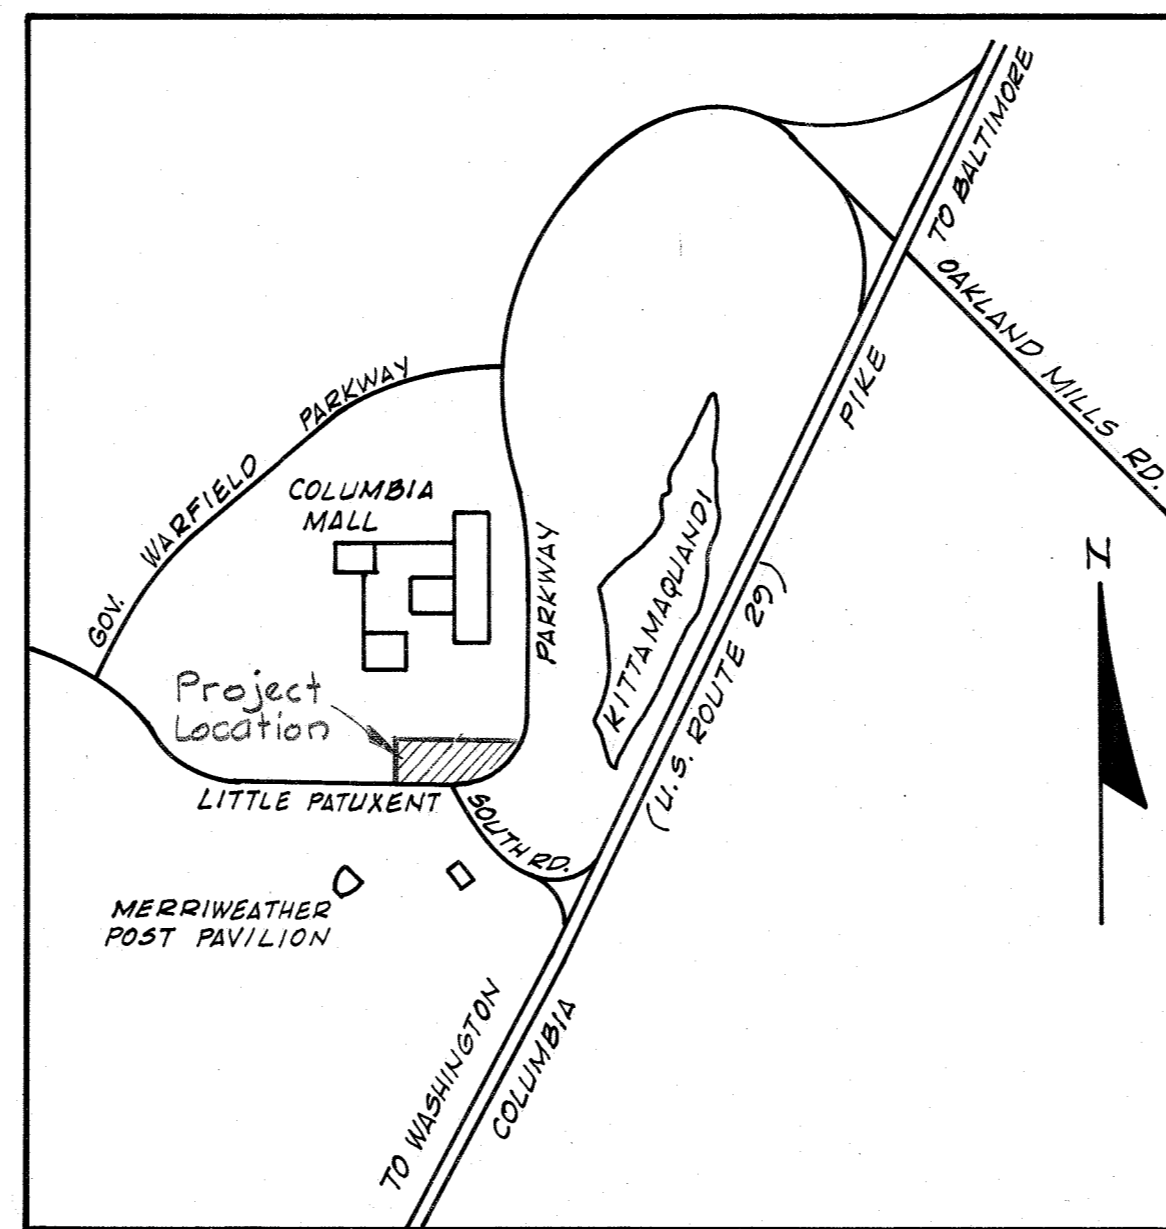 TO BALTIMORE
OAKLAND MILLS RD.
PIKE
GOV. WARFIELD PARKWAY
COLUMBIA
MALL
PARKWAY
KITTAMAQUANDI
(U.S. ROUTE 29)
N
Project
Location
LITTLE PATUXENT
SOUTH RD.
MERRIWEATHER
POST PAVILION
TO WASHINGTON
COLUMBIA